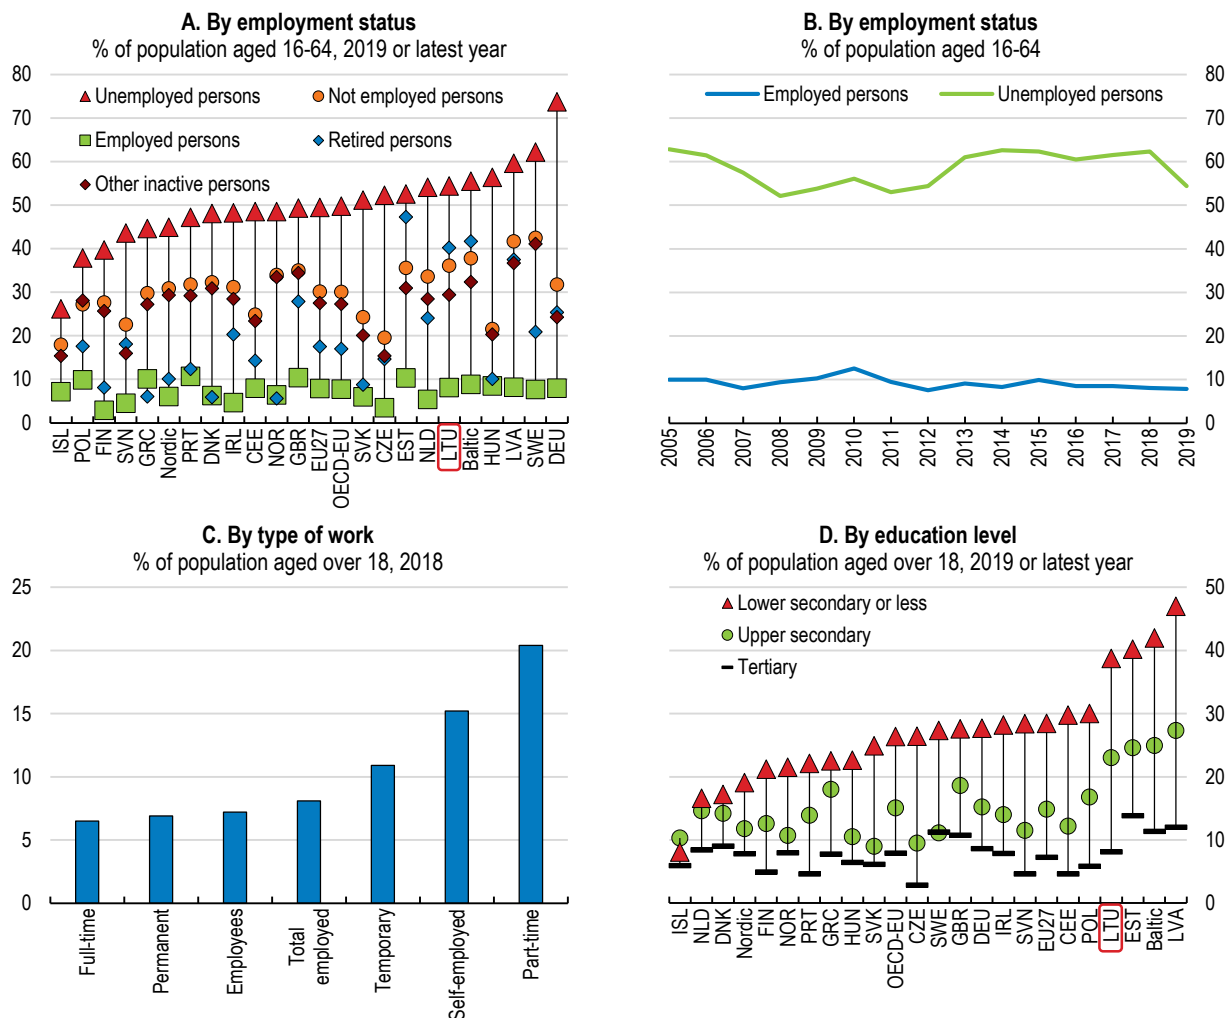 A. By employment status
% of population aged 16-64, 2019 or latest year
80
70
60
50
40
30
20
10
0
Unemployed persons
Not employed persons
Employed persons
Retired persons
Other inactive persons
ISL
POL
FIN
SVN
GRC
Nordic
PRT
DNK
IRL
CEE
NOR
GBR
EU27
OECD-EU
SVK
CZE
EST
NLD
LTU
Baltic
HUN
LVA
SWE
DEU
B. By employment status
% of population aged 16-64
Employed persons
Unemployed persons
80
70
60
50
40
30
20
10
0
2005
2006
2007
2008
2009
2010
2011
2012
2013
2014
2015
2016
2017
2018
2019
C. By type of work
% of population aged over 18, 2018
25
20
15
10
5
0
Full-time
Permanent
Employees
Total
employed
Temporary
Self-employed
Part-time
D. By education level
% of population aged over 18, 2019 or latest year
Lower secondary or less
Upper secondary
Tertiary
50
40
30
20
10
0
ISL
NLD
DNK
Nordic
FIN
NOR
PRT
GRC
HUN
SVK
OECD-EU
CZE
SWE
GBR
DEU
IRL
SVN
EU27
CEE
POL
LTU
EST
Baltic
LVA